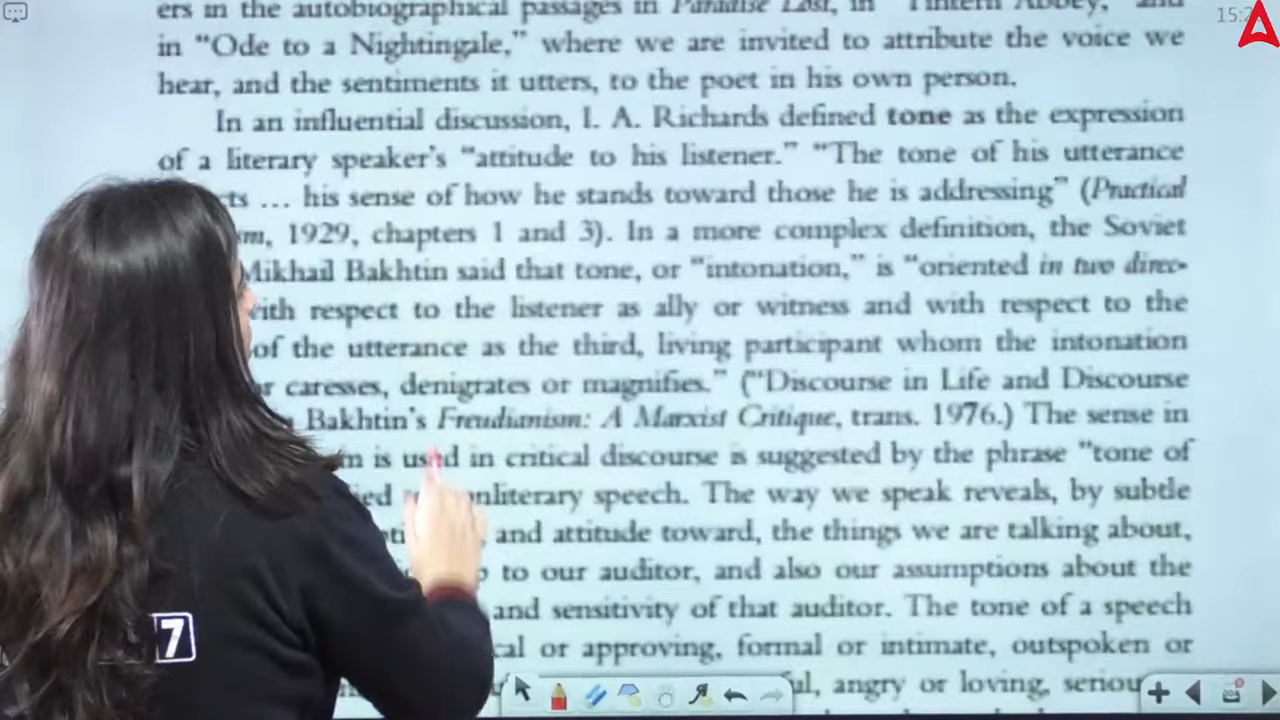 ers in the autobiographical passages in Paradise Lost, in "Tintern Abbey," and
in "Ode to a Nightingale," where we are invited to attribute the voice we
hear, and the sentiments it utters, to the poet in his own person.
In an influential discussion, I. A. Richards defined tone as the expression
of a literary speaker's "attitude to his listener." "The tone of his utterance
cts … his sense of how he stands toward those he is addressing" (Practical
m, 1929, chapters 1 and 3). In a more complex definition, the Soviet
Mikhail Bakhtin said that tone, or "intonation," is "oriented in two direc-
ith respect to the listener as ally or witness and with respect to the
of the utterance as the third, living participant whom the intonation
r caresses, denigrates or magnifies." ("Discourse in Life and Discourse
Bakhtin's Freudianism: A Marxist Critique, trans. 1976.) The sense in
m is used in critical discourse is suggested by the phrase "tone of
ied nonliterary speech. The way we speak reveals, by subtle
and attitude toward, the things we are talking about,
to our auditor, and also our assumptions about the
and sensitivity of that auditor. The tone of a speech
cal or approving, formal or intimate, outspoken or
ul, angry or loving, serious
15:2
7